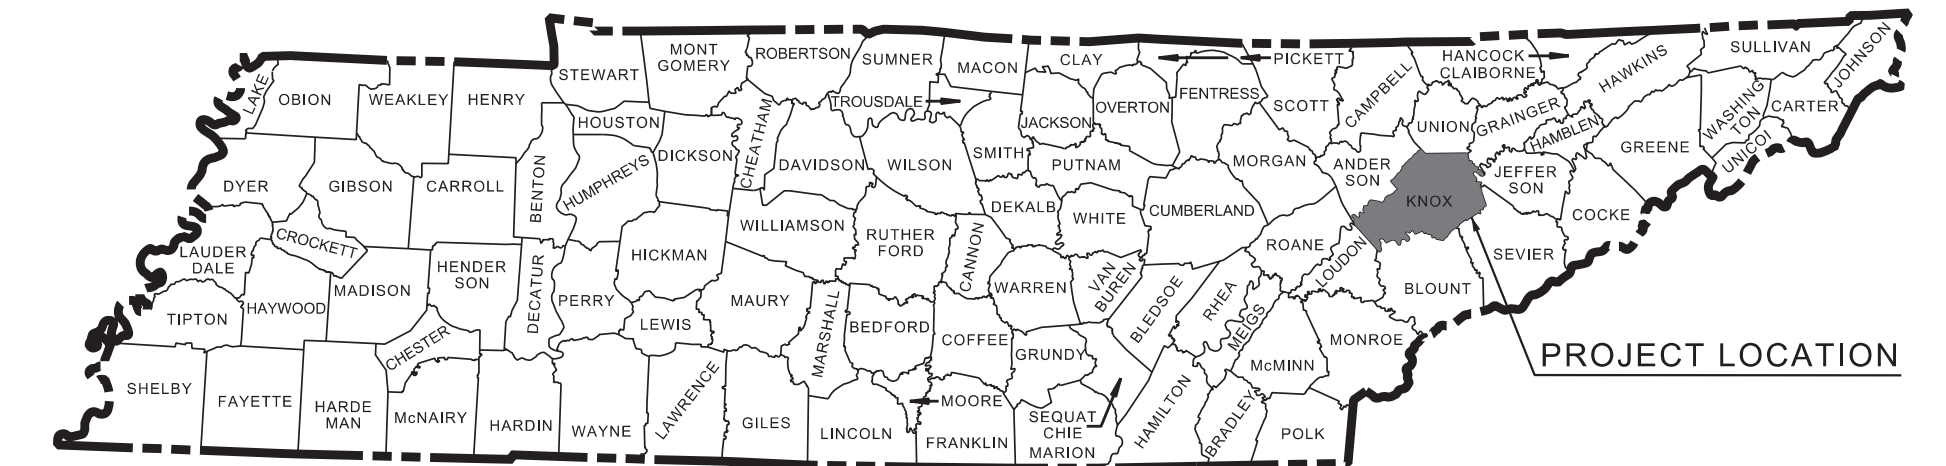 LAKE
OBION
WEAKLEY
HENRY
STEWART
MONT
GOMERY
ROBERTSON
SUMNER
MACON
CLAY
PICKETT
HANCOCK
CLAIBORNE
HAWKINS
SULLIVAN
JOHNSON
TROUSDALE
HOUSTON
CHEATHAM
JACKSON
OVERTON
FENTRESS
SCOTT
CAMPBELL
UNION
GRAINGER
HAMBLEN
WASHING
TON
CARTER
UNICOI
GREENE
DYER
GIBSON
CARROLL
BENTON
HUMPHREYS
DICKSON
DAVIDSON
WILSON
SMITH
PUTNAM
MORGAN
ANDER
SON
KNOX
JEFFER
SON
COCKE
LAUDER
DALE
CROCKETT
HENDER
SON
DECATUR
HICKMAN
WILLIAMSON
RUTHER
FORD
CANNON
DEKALB
WHITE
CUMBERLAND
ROANE
LOUDON
SEVIER
BLOUNT
TIPTON
HAYWOOD
MADISON
PERRY
LEWIS
MAURY
MARSHALL
BEDFORD
WARREN
VAN
BUREN
BLEDSOE
RHEA
MEIGS
MONROE
CHESTER
COFFEE
GRUNDY
McMINN
PROJECT LOCATION
SHELBY
FAYETTE
HARDE
MAN
McNAIRY
HARDIN
WAYNE
LAWRENCE
GILES
LINCOLN
MOORE
FRANKLIN
SEQUAT
CHIE
MARION
HAMILTON
BRADLEY
POLK